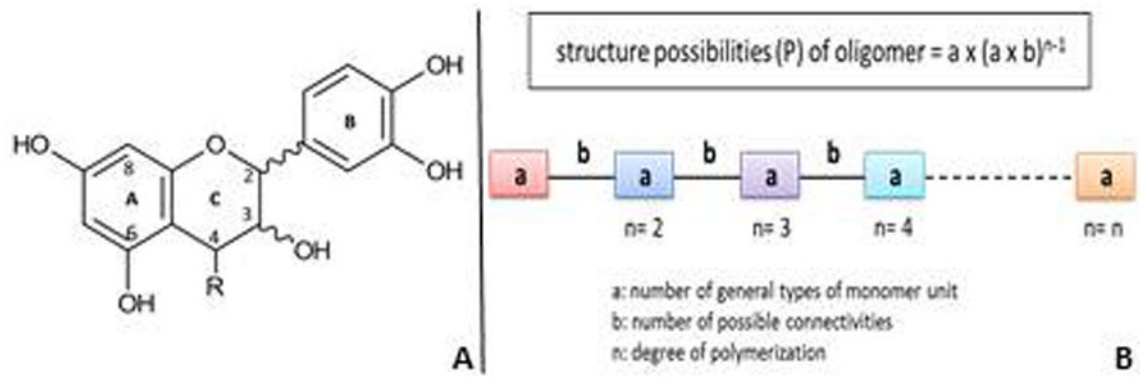 OH
B
HO
8
O
OH
2
A
C
3
6
4
OH
R
OH
A
structure possibilities (P) of oligomer = a x (a x b)ⁿ⁻¹
a b a b a b a a
n= 2 n= 3 n= 4 n= n
a: number of general types of monomer unit
b: number of possible connectivities
n: degree of polymerization
B